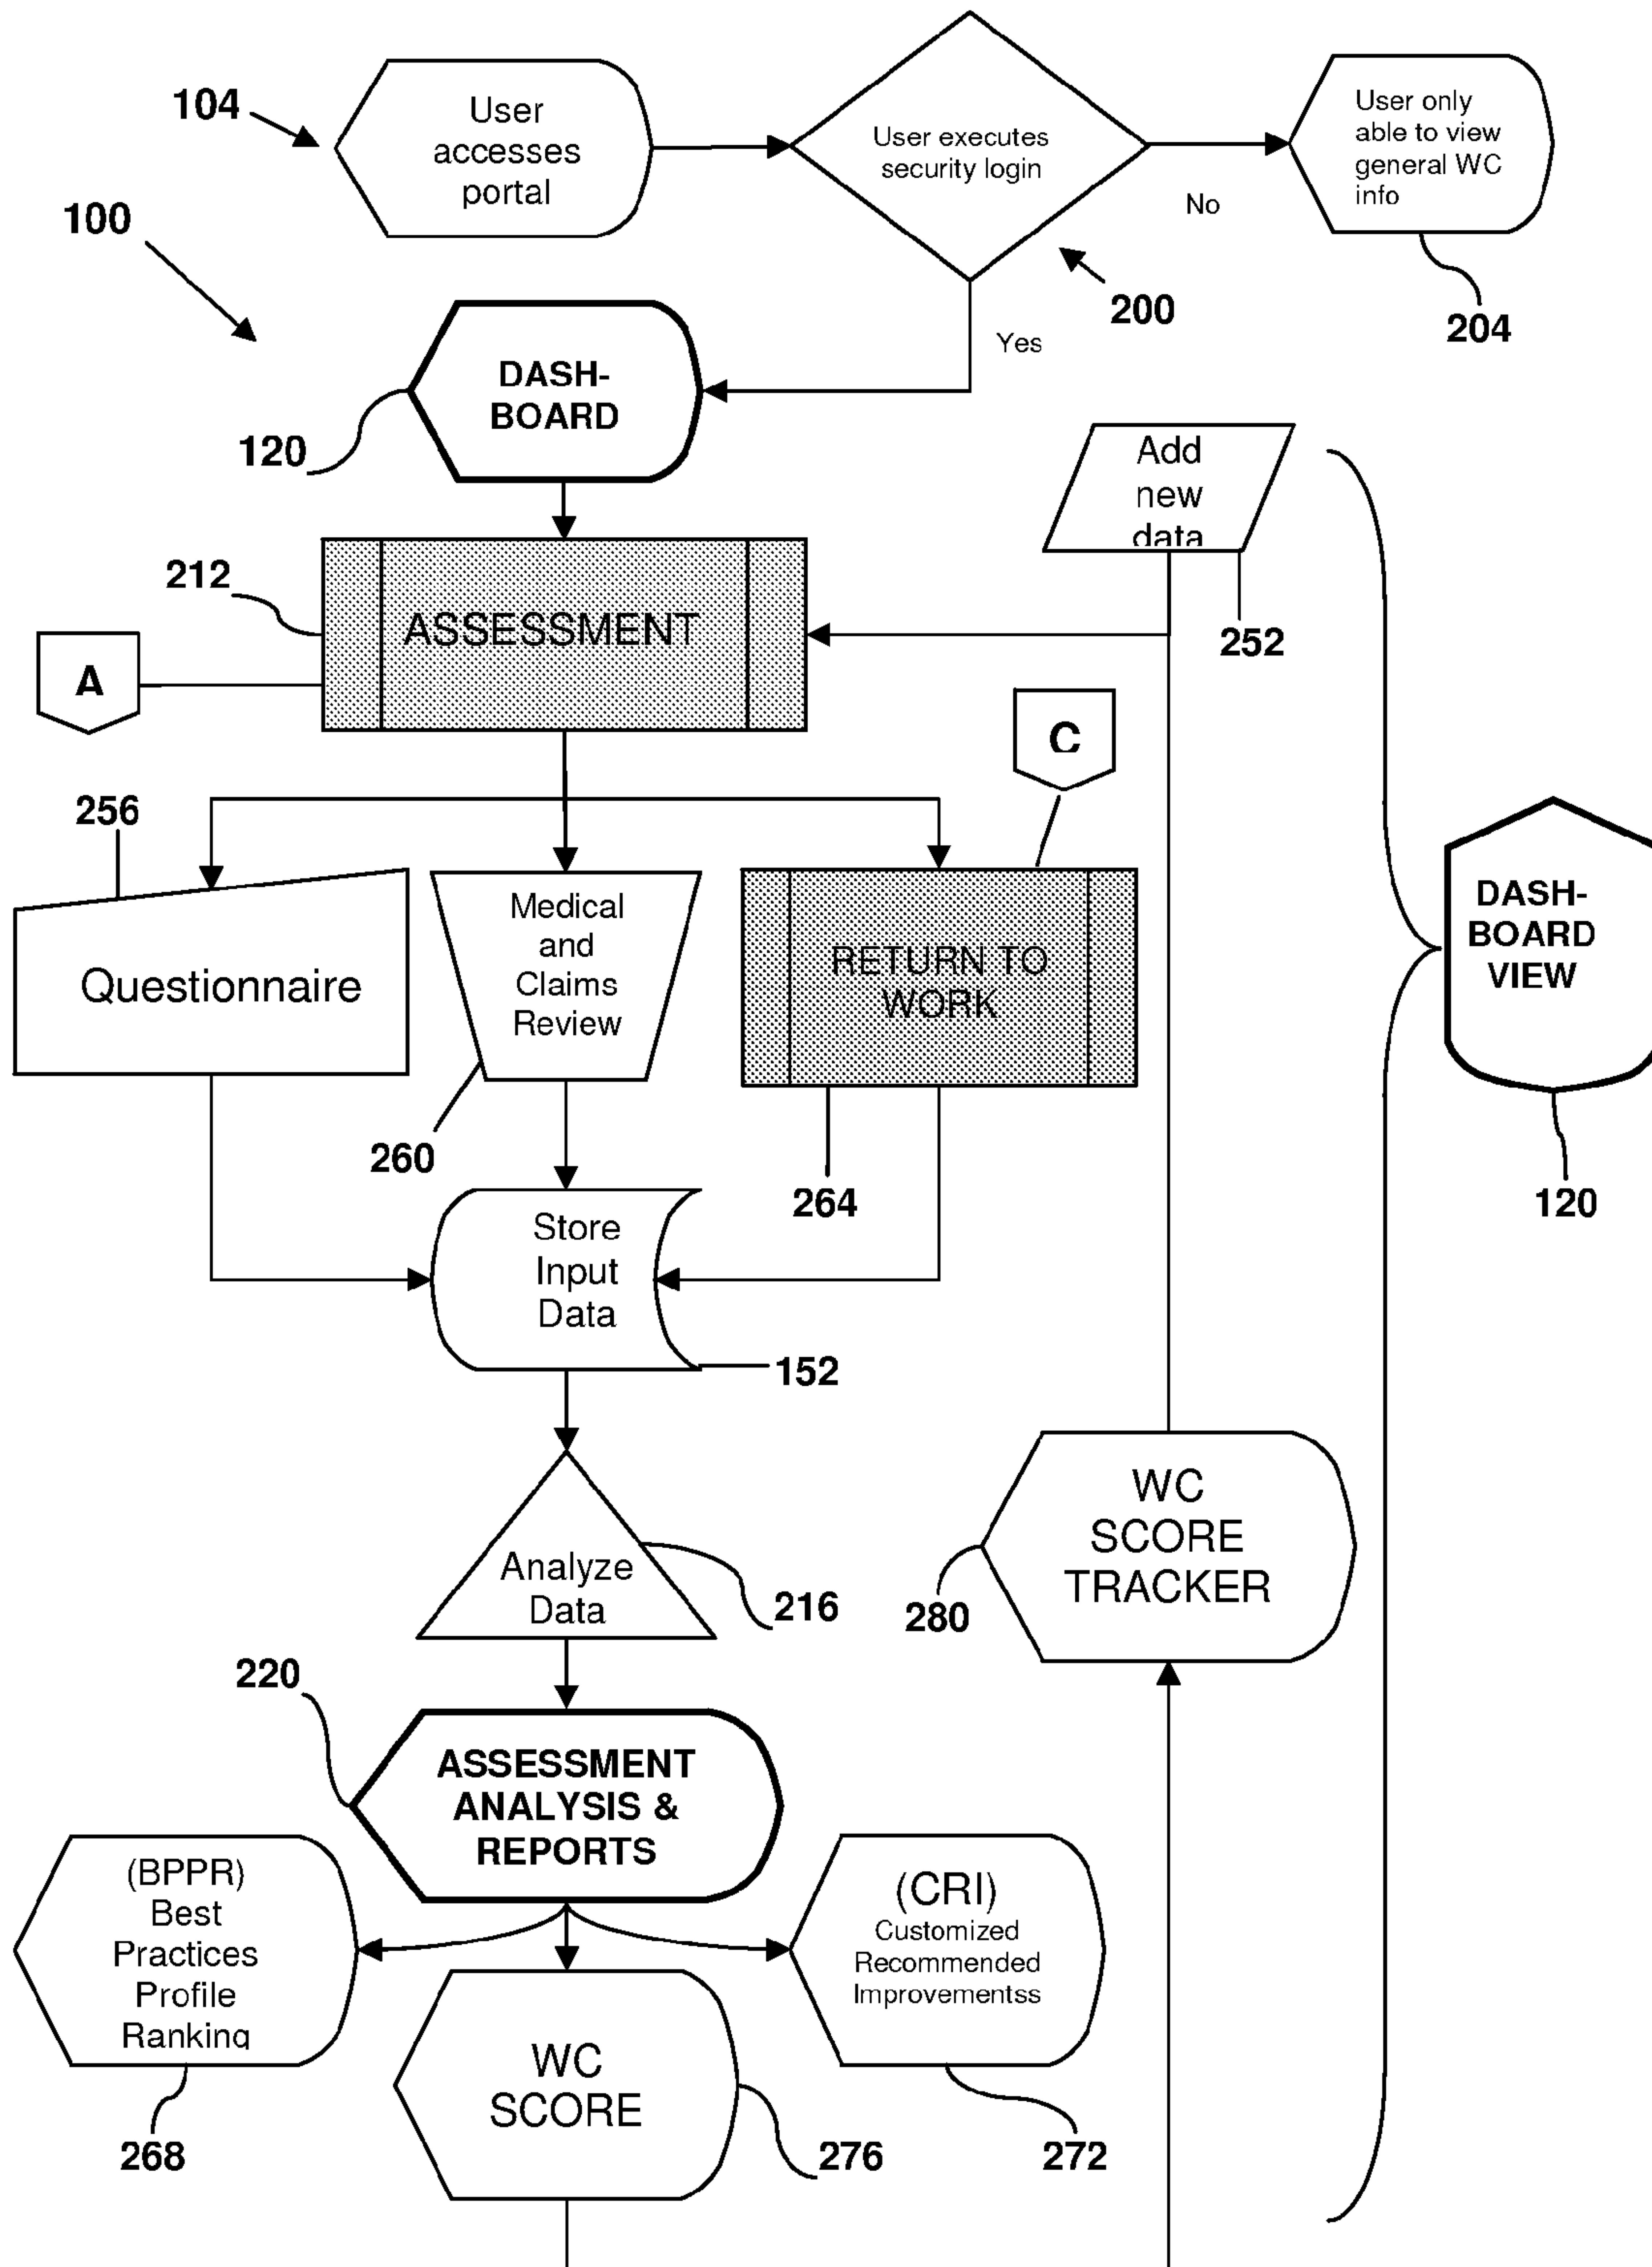 104
User
accesses
portal
User executes
security login
User only
able to view
general WC
info
100
No
200
204
Yes
DASH-
BOARD
120
Add
new
data
212
ASSESSMENT
252
A
C
256
Questionnaire
Medical
and
Claims
Review
RETURN TO
WORK
DASH-
BOARD
VIEW
260
264
120
Store
Input
Data
152
Analyze
Data
216
WC
SCORE
TRACKER
280
220
ASSESSMENT
ANALYSIS &
REPORTS
(BPPR)
Best
Practices
Profile
Ranking
(CRI)
Customized
Recommended
Improvementss
WC
SCORE
268
276
272